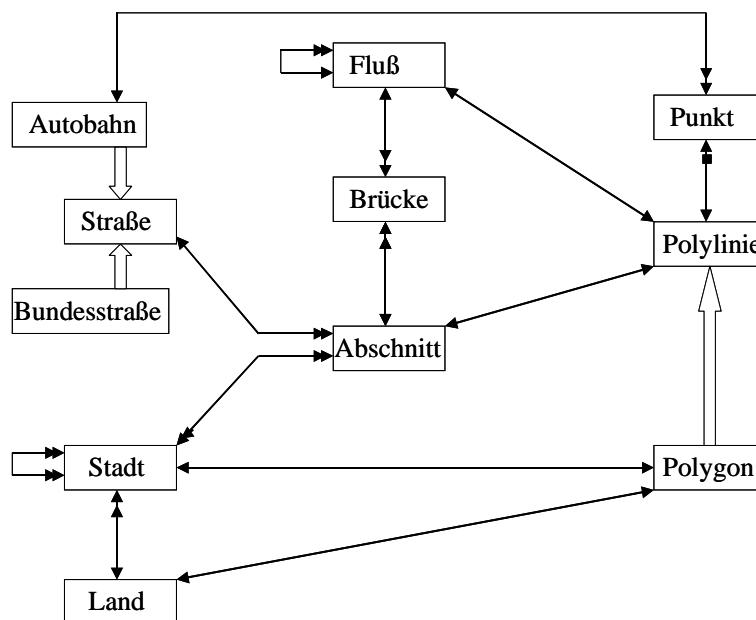 Fluß
Autobahn
Punkt
Brücke
Straße
Polylinie
Bundesstraße
Abschnitt
Stadt
Polygon
Land